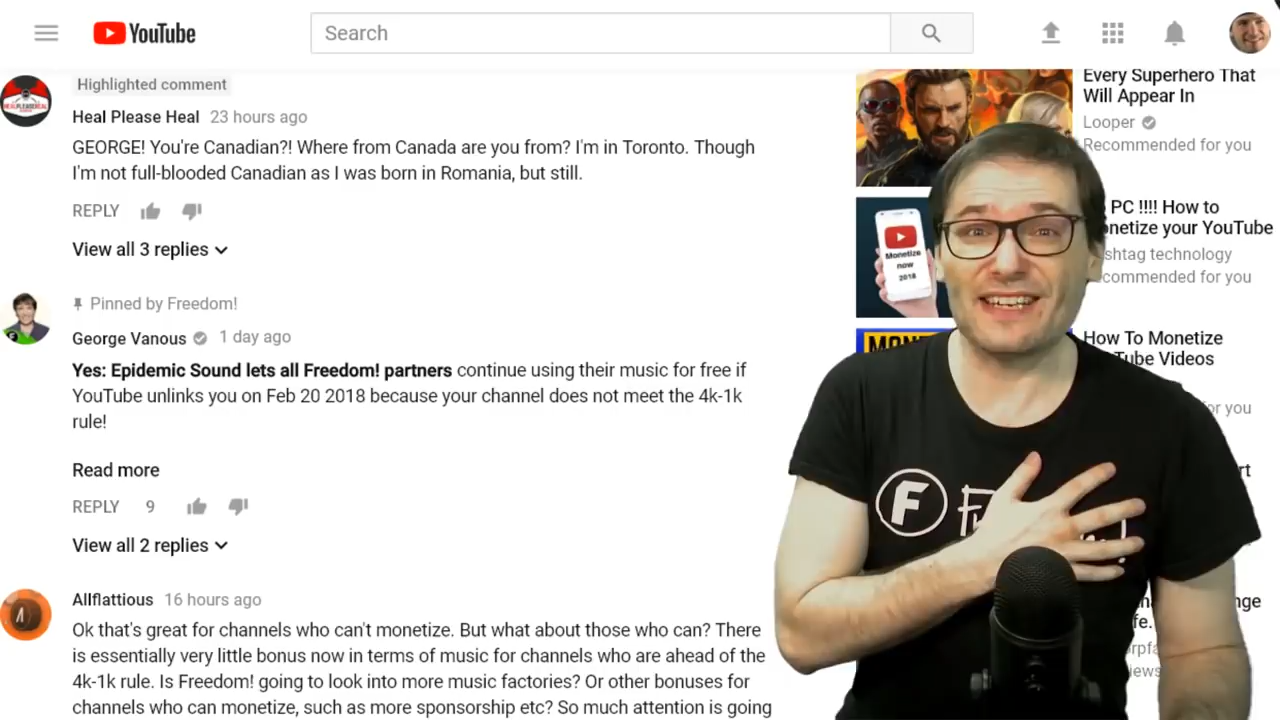 YouTube
Search
Highlighted comment
Heal Please Heal 23 hours ago
GEORGE! You're Canadian?! Where from Canada are you from? I'm in Toronto. Though
I'm not full-blooded Canadian as I was born in Romania, but still.
REPLY
View all 3 replies
Pinned by Freedom!
George Vanous 1 day ago
Yes: Epidemic Sound lets all Freedom! partners continue using their music for free if
YouTube unlinks you on Feb 20 2018 because your channel does not meet the 4k-1k
rule!
Read more
REPLY 9
View all 2 replies
Allflattious 16 hours ago
Ok that's great for channels who can't monetize. But what about those who can? There
is essentially very little bonus now in terms of music for channels who are ahead of the
4k-1k rule. Is Freedom! going to look into more music factories? Or other bonuses for
channels who can monetize, such as more sponsorship etc? So much attention is going
Every Superhero That
Will Appear In
Looper
Recommended for you
Monetize
now
2018
PC !!!! How to
onetize your YouTube
shtag technology
commended for you
How To Monetize
Tube Videos
for you
F